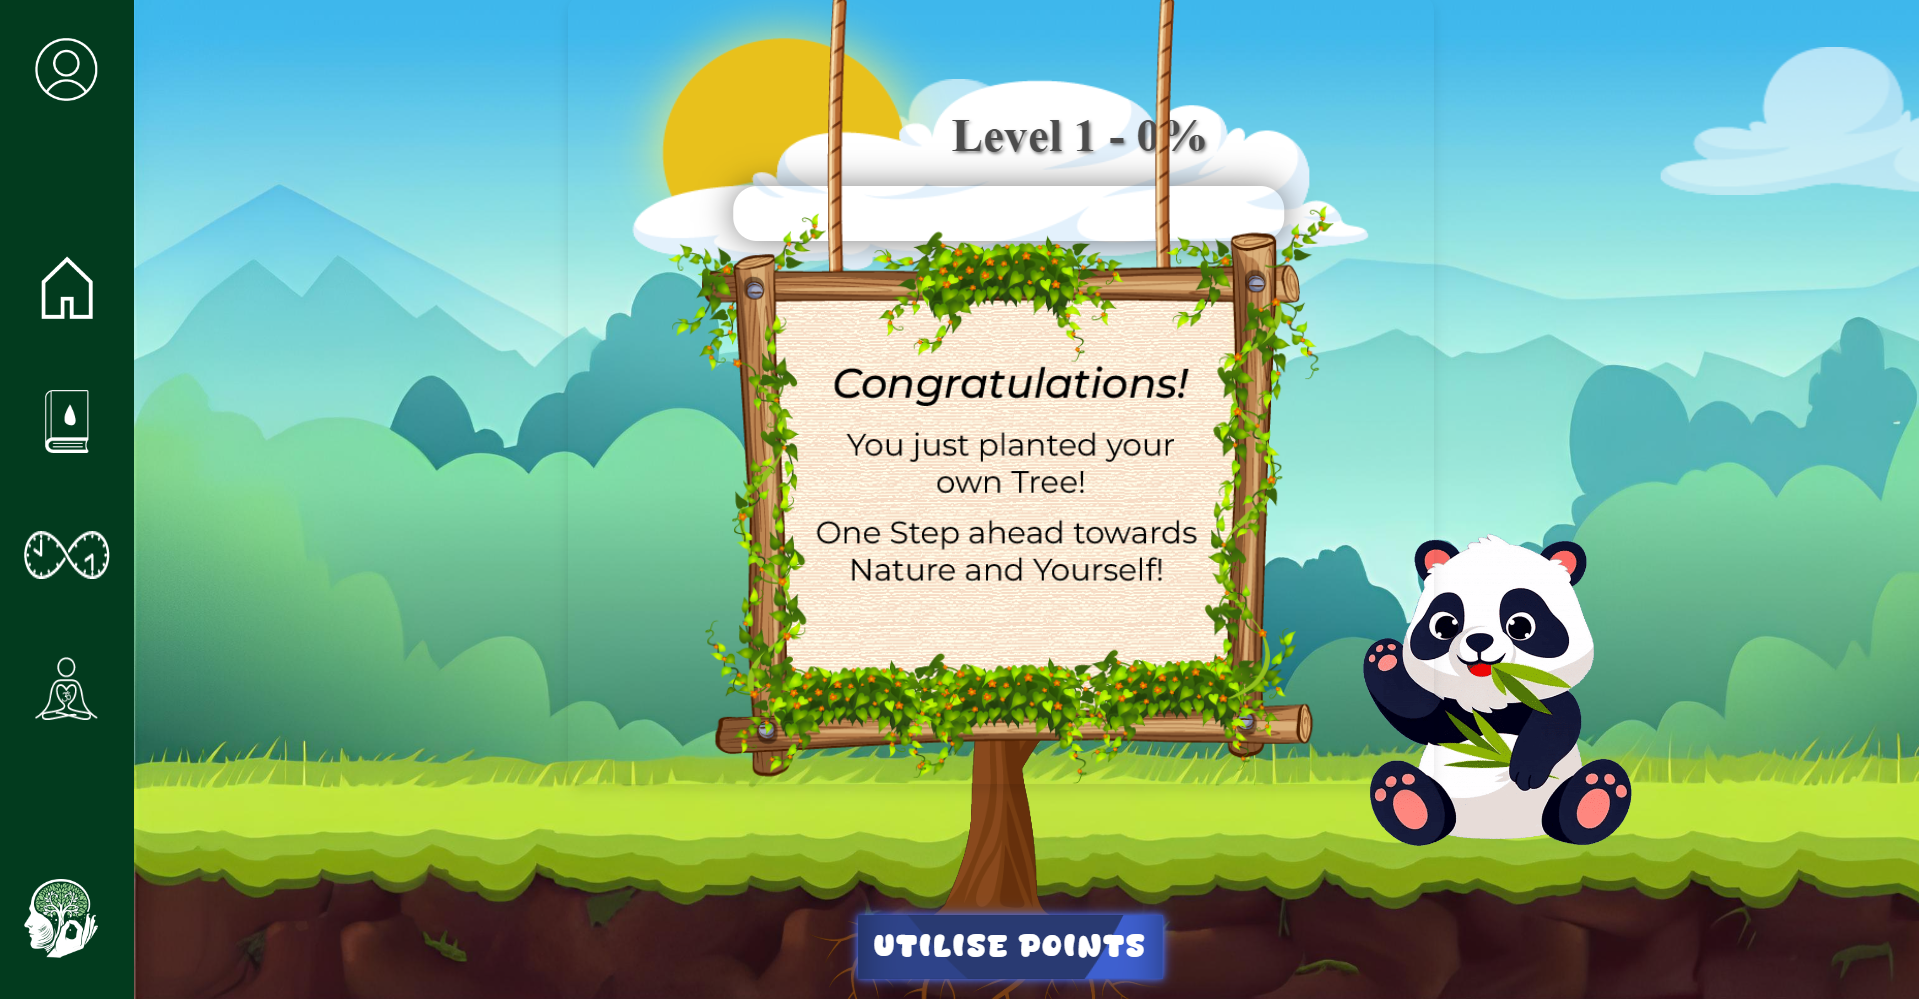 Level 1 - 0%
Congratulations!
You just planted your
own Tree!
One Step ahead towards
Nature and Yourself!
UTILISE POINTS